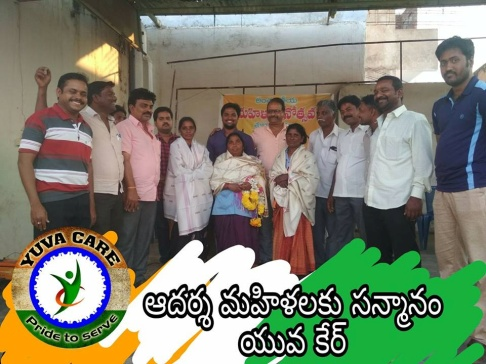 YUVA CARE
Pride to serve
ఆదర్శ మహిళలకు సన్మానం
యువ కేర్